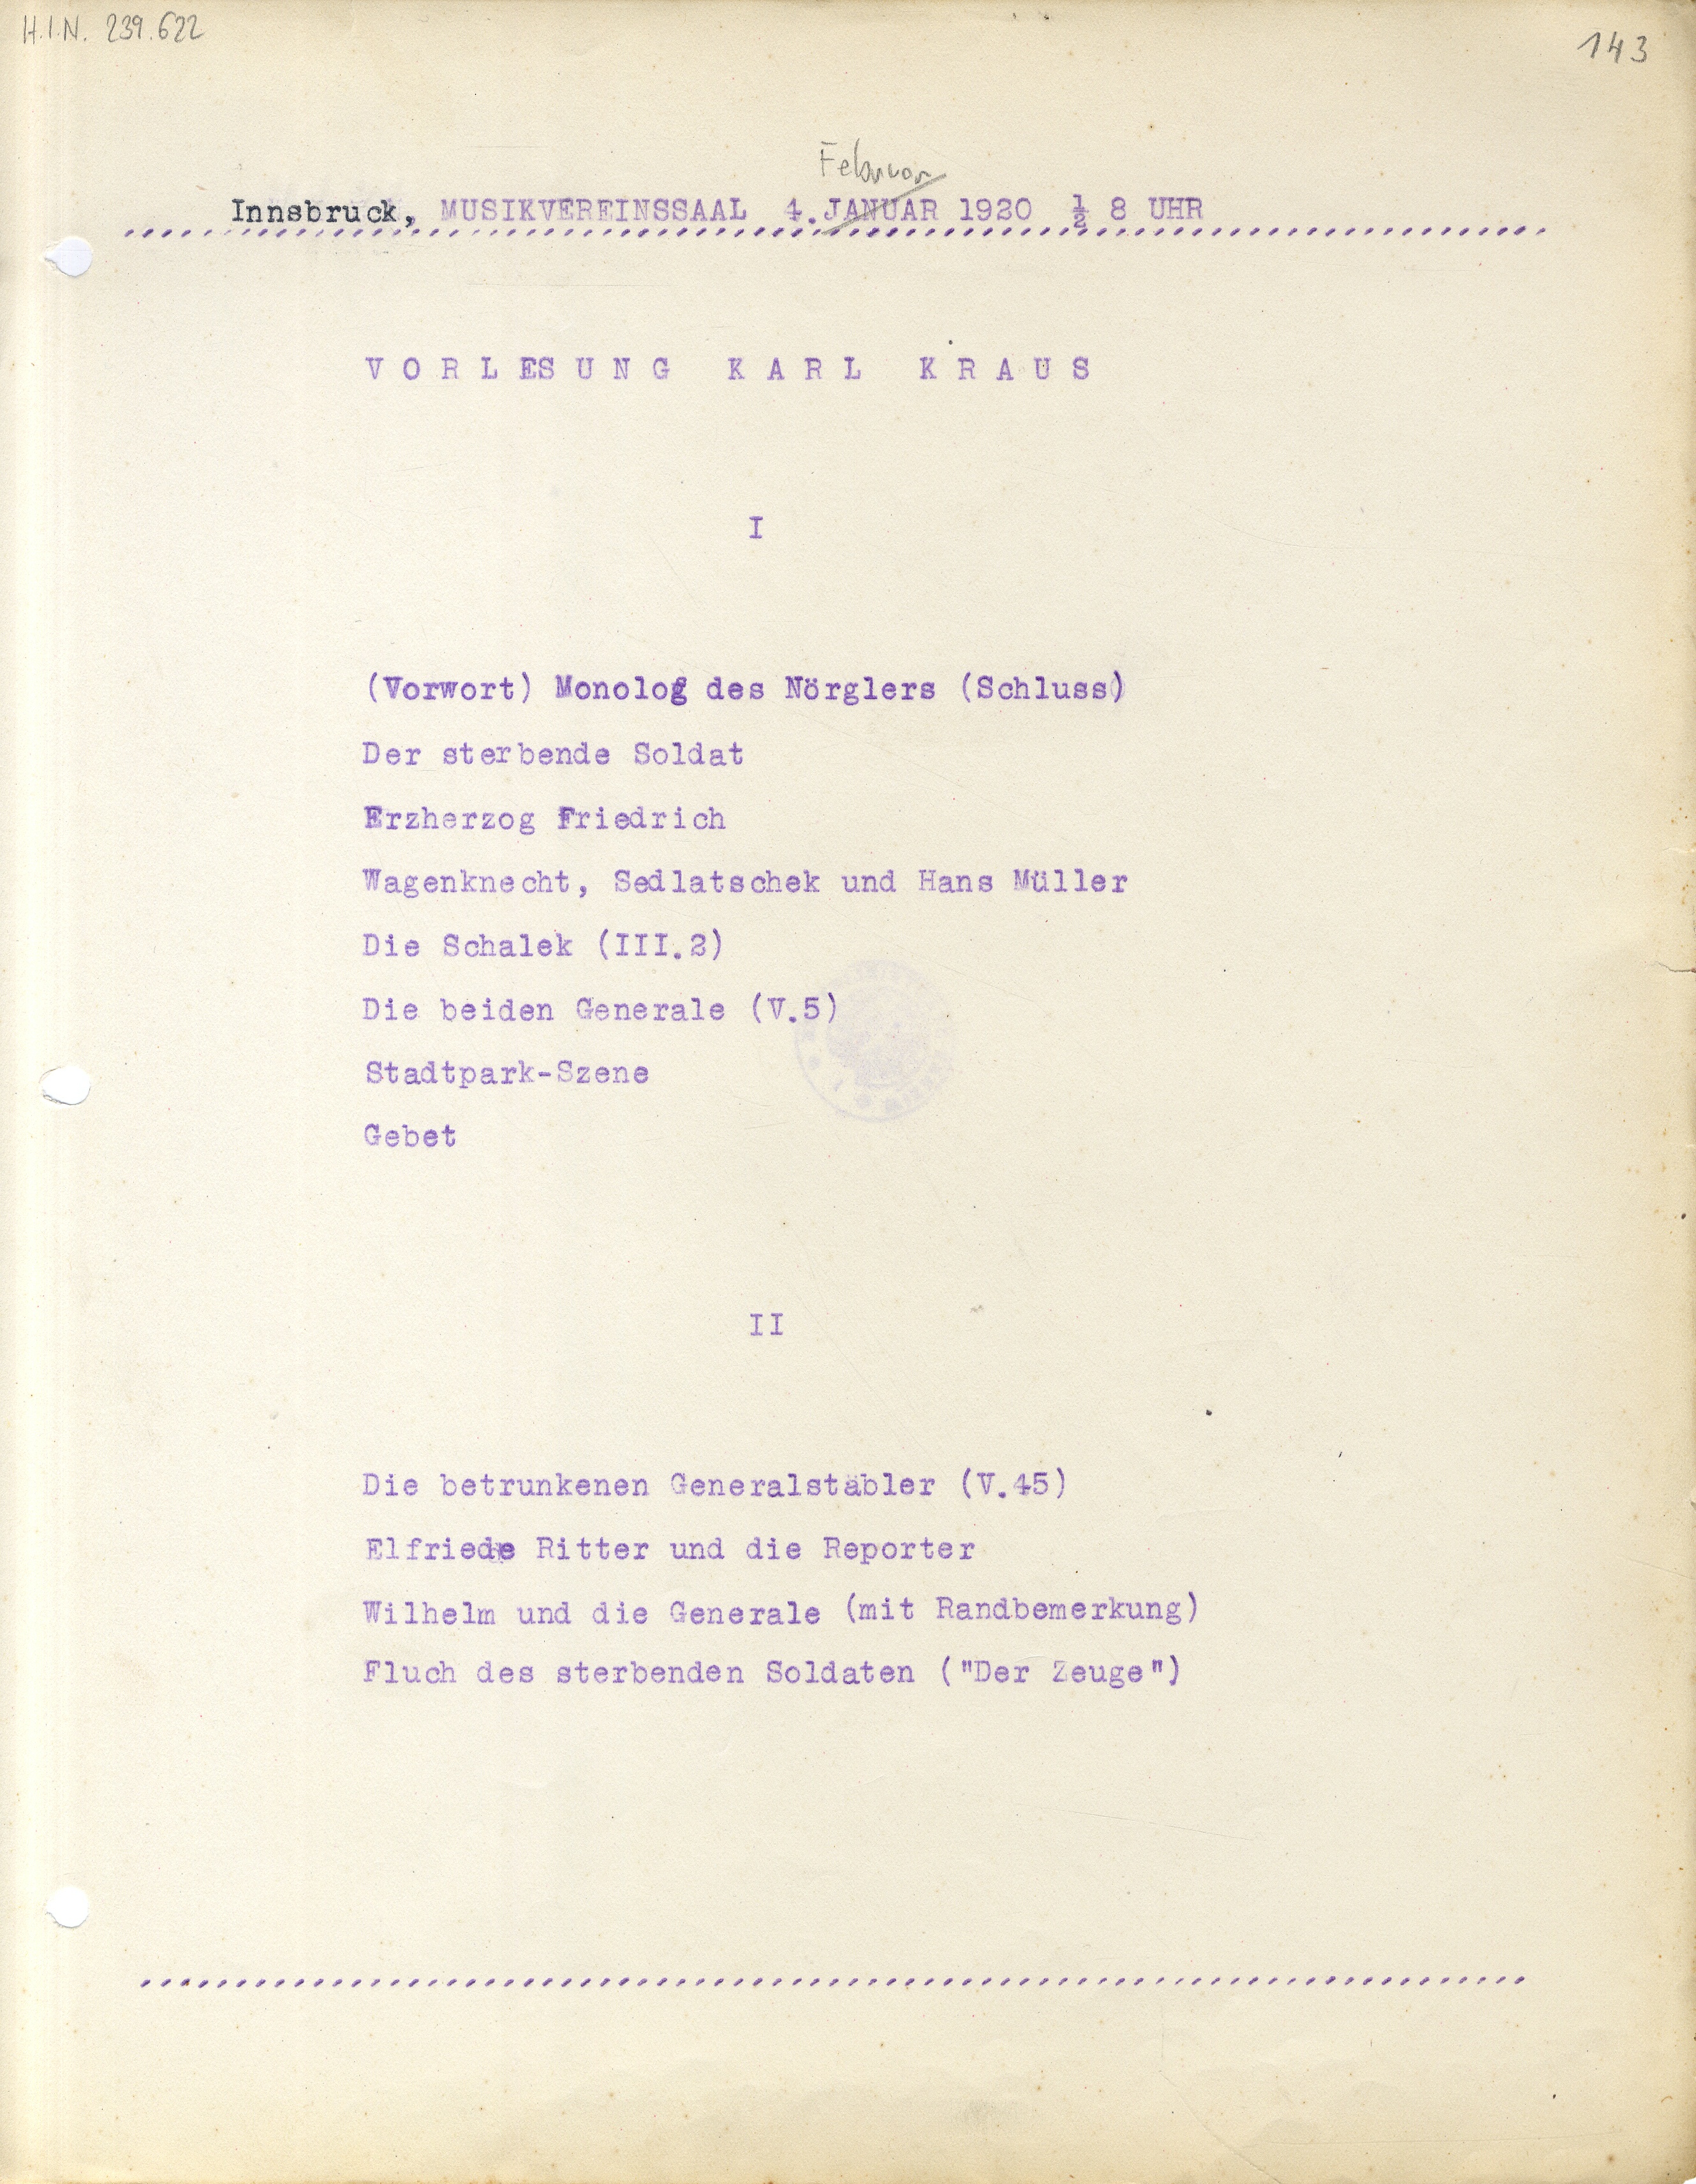 H.I.N. 239.622
143
Februar
Innsbruck, MUSIKVEREINSSAAL 4. JANUAR 1920 ½ 8 UHR
VORLESUNG KARL KRAUS
I
(Vorwort) Monolog des Nörglers (Schluss)
Der sterbende Soldat
Erzherzog Friedrich
Wagenknecht, Sedlatschek und Hans Müller
Die Schalek (III.2)
Die beiden Generale (V.5)
Stadtpark-Szene
Gebet
II
Die betrunkenen Generalstäbler (V.45)
Elfriede Ritter und die Reporter
Wilhelm und die Generale (mit Randbemerkung)
Fluch des sterbenden Soldaten ("Der Zeuge")